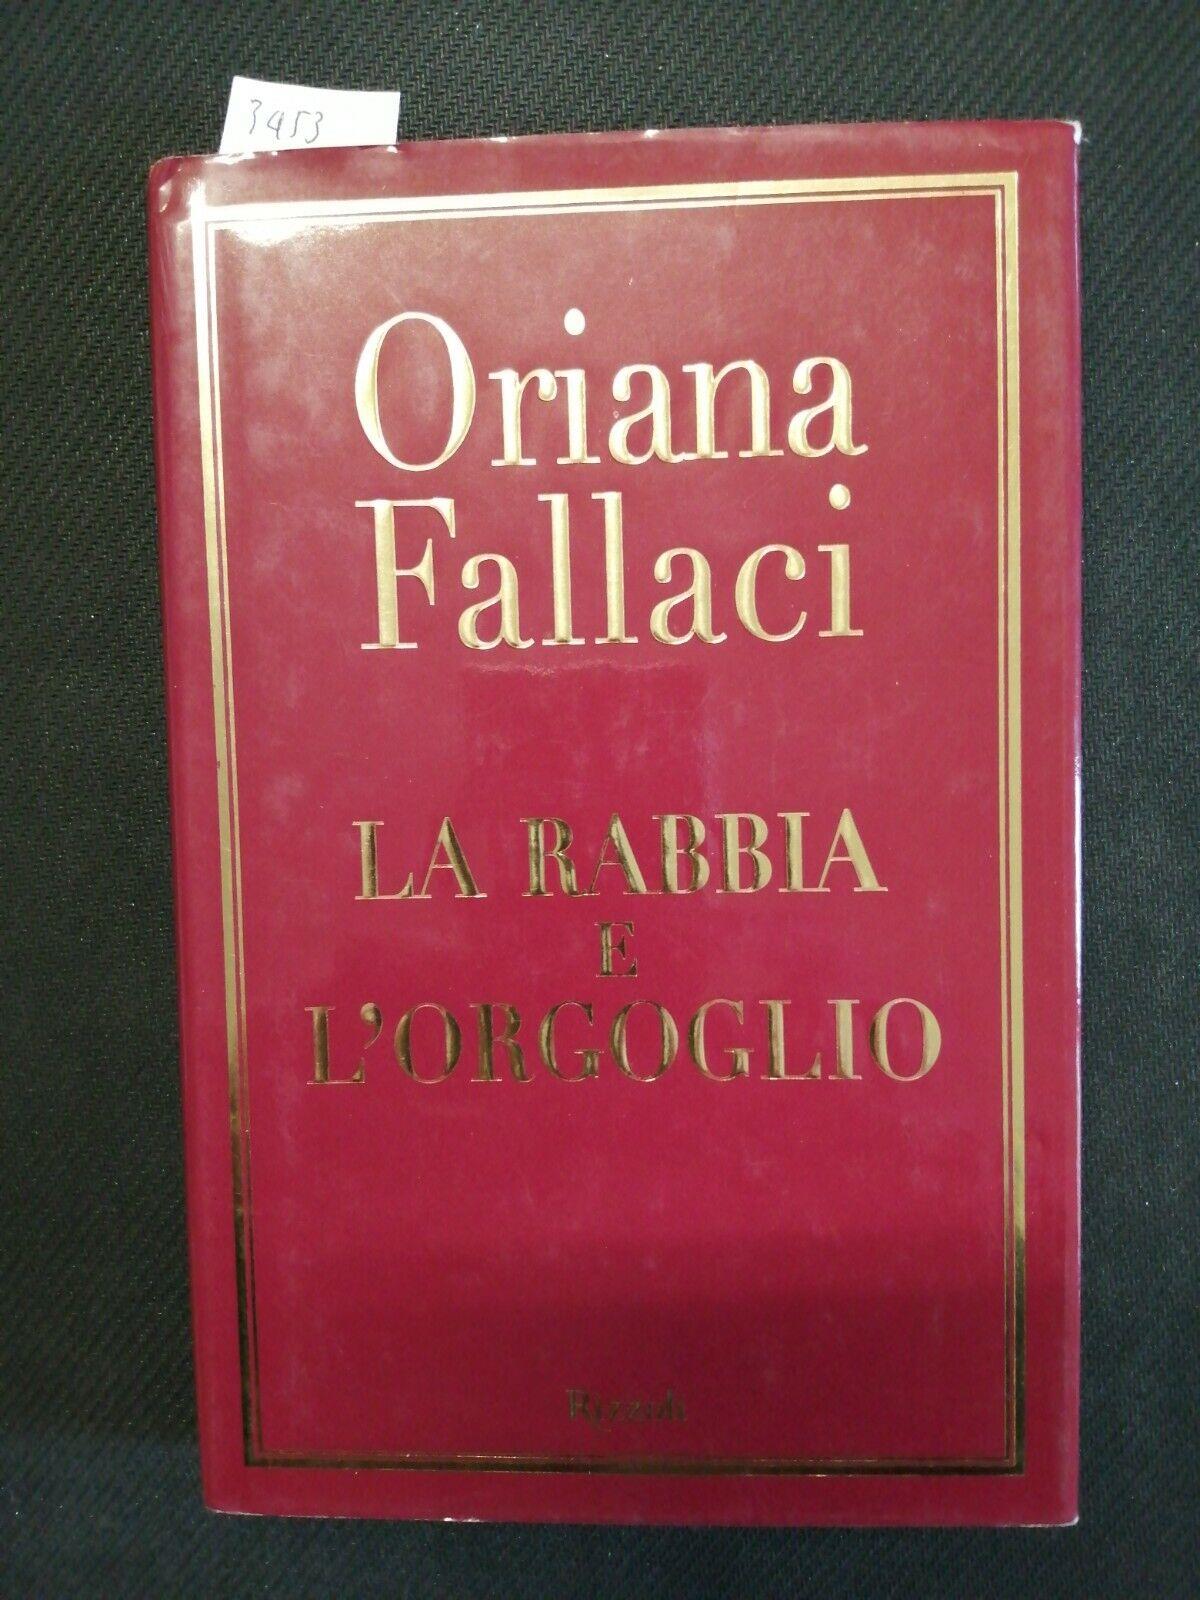 3453
Oriana
Fallaci
LA RABBIA
E
L'ORGOGLIO
Rizzoli